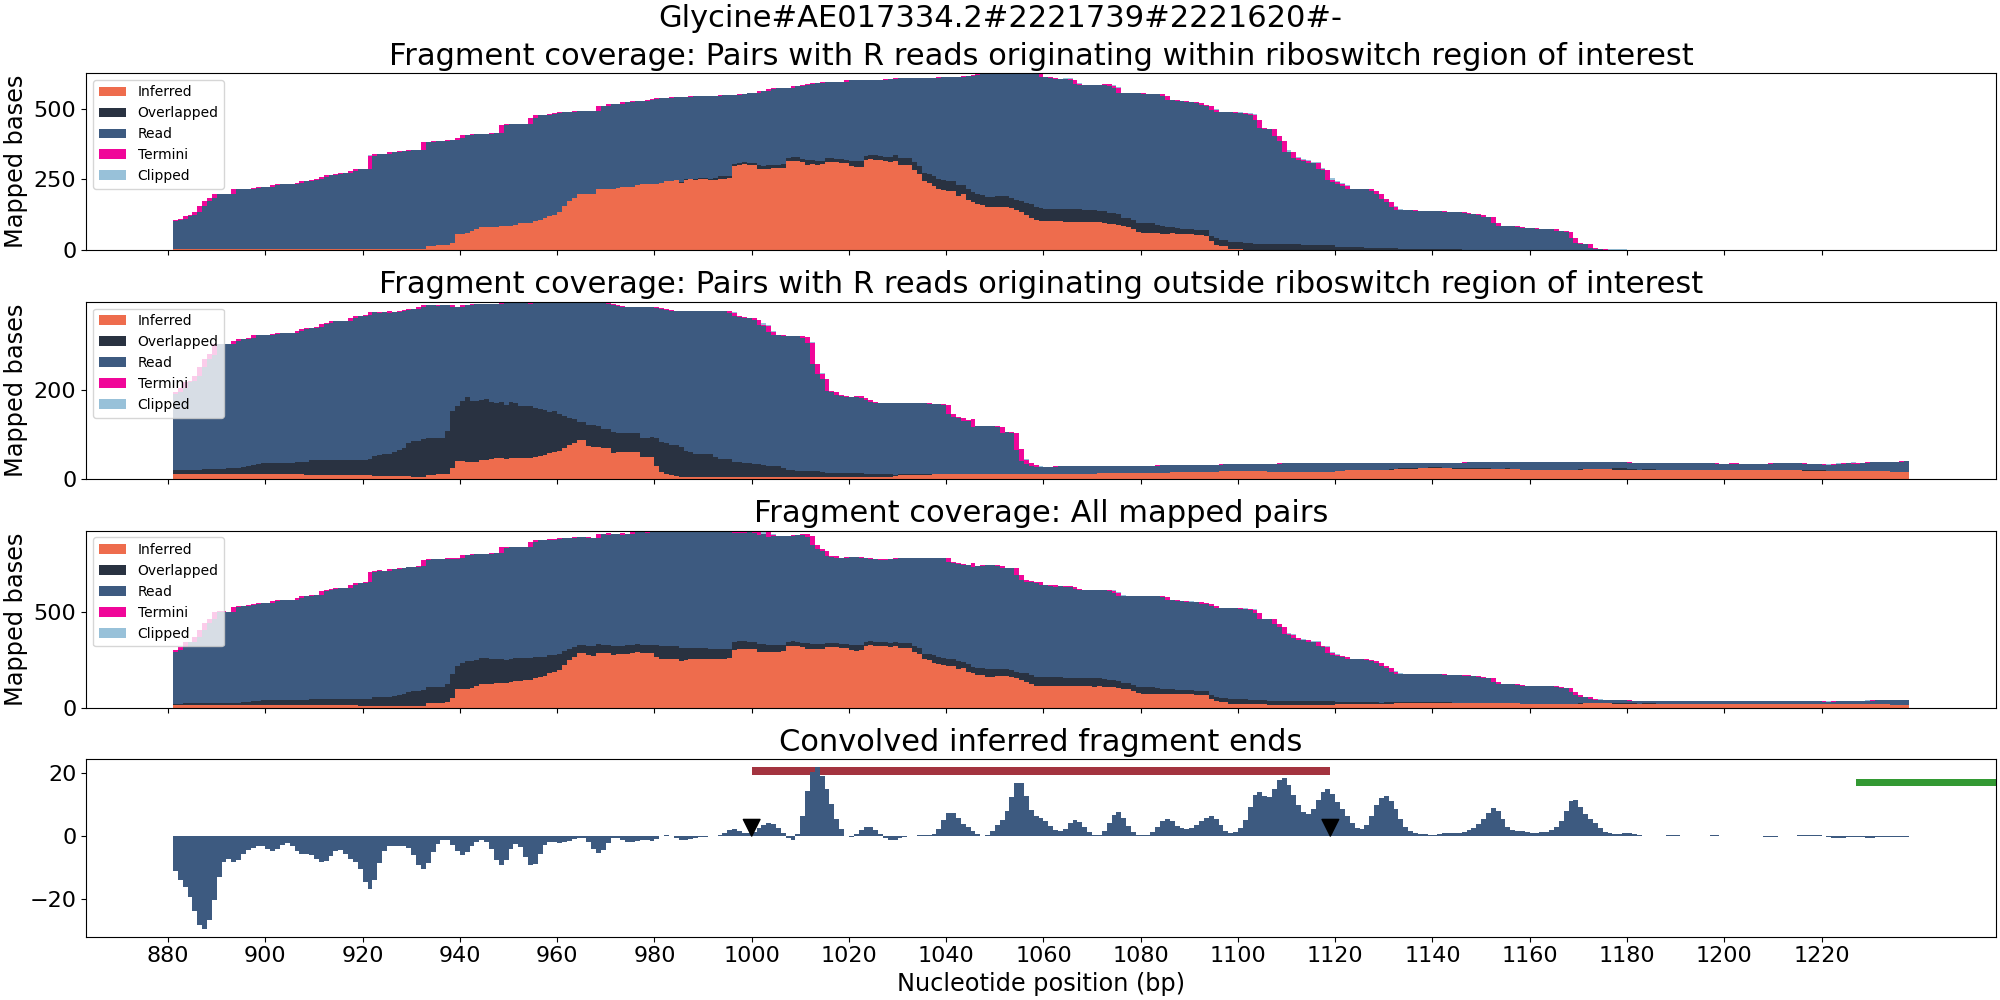 Glycine#AE017334.2#2221739#2221620#-
Fragment coverage: Pairs with R reads originating within riboswitch region of interest
Mapped bases
500
250
0
Inferred
Overlapped
Read
Termini
Clipped
Fragment coverage: Pairs with R reads originating outside riboswitch region of interest
Mapped bases
200
0
Inferred
Overlapped
Read
Termini
Clipped
Fragment coverage: All mapped pairs
Mapped bases
500
0
Inferred
Overlapped
Read
Termini
Clipped
Convolved inferred fragment ends
20
0
−20
880 900 920 940 960 980 1000 1020 1040 1060 1080 1100 1120 1140 1160 1180 1200 1220
Nucleotide position (bp)